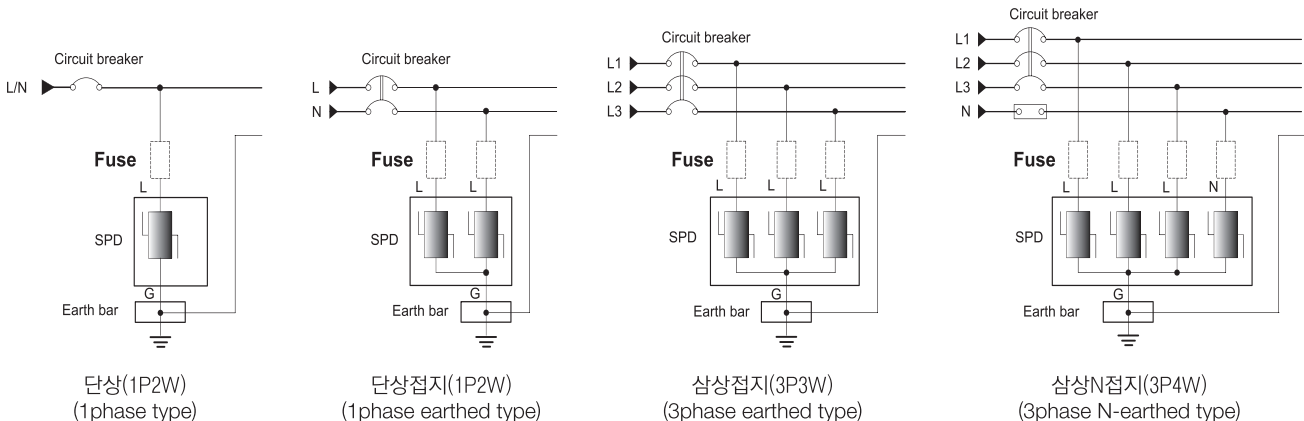 Circuit breaker
L/N
Fuse
L
SPD
G
Earth bar
단상(1P2W)
(1phase type)
Circuit breaker
L
N
Fuse
L
L
SPD
G
Earth bar
단상접지(1P2W)
(1phase earthed type)
Circuit breaker
L1
L2
L3
Fuse
L
L
L
SPD
G
Earth bar
삼상접지(3P3W)
(3phase earthed type)
Circuit breaker
L1
L2
L3
N
Fuse
L
L
L
N
SPD
G
Earth bar
삼상N접지(3P4W)
(3phase N-earthed type)